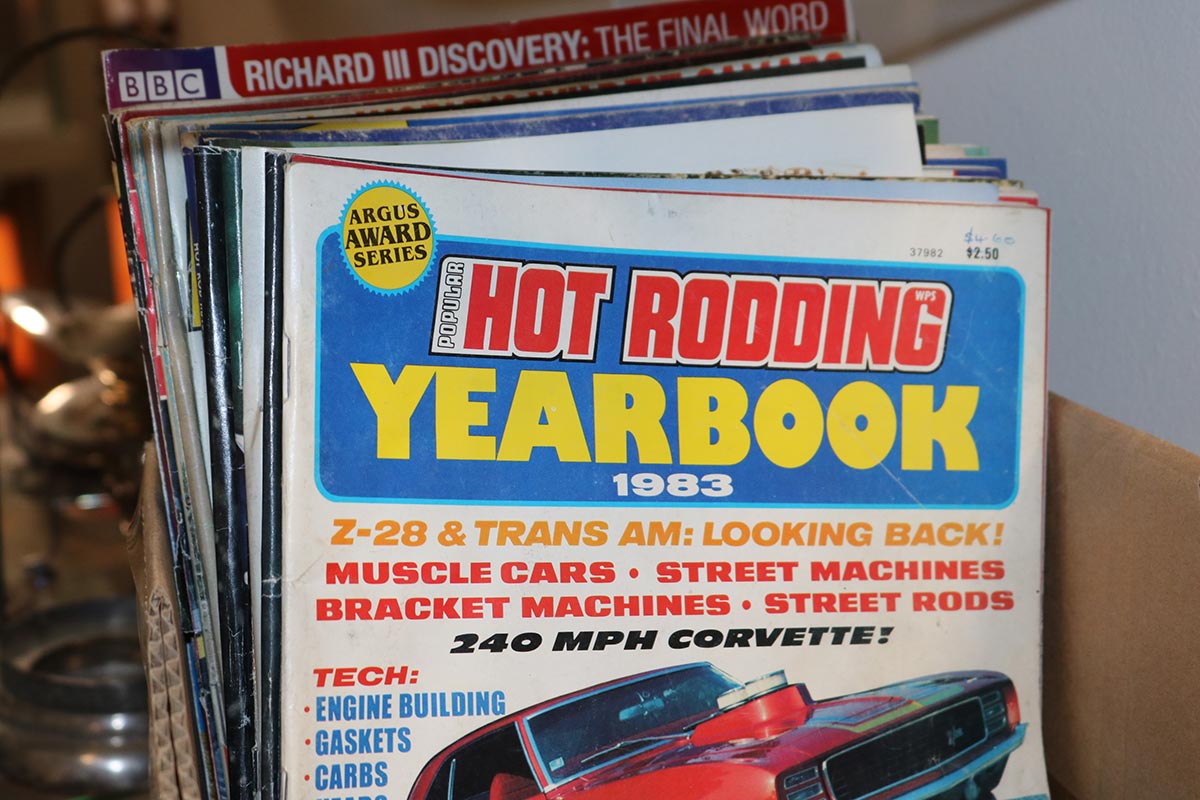 BBC RICHARD III DISCOVERY: THE FINAL WORD
ARGUS
AWARD
SERIES
$4.60
37982 $2.50
POPULAR
HOT RODDING
WPS
YEARBOOK
1983
Z-28 & TRANS AM: LOOKING BACK!
MUSCLE CARS • STREET MACHINES
BRACKET MACHINES • STREET RODS
240 MPH CORVETTE!
TECH:
• ENGINE BUILDING
• GASKETS
• CARBS